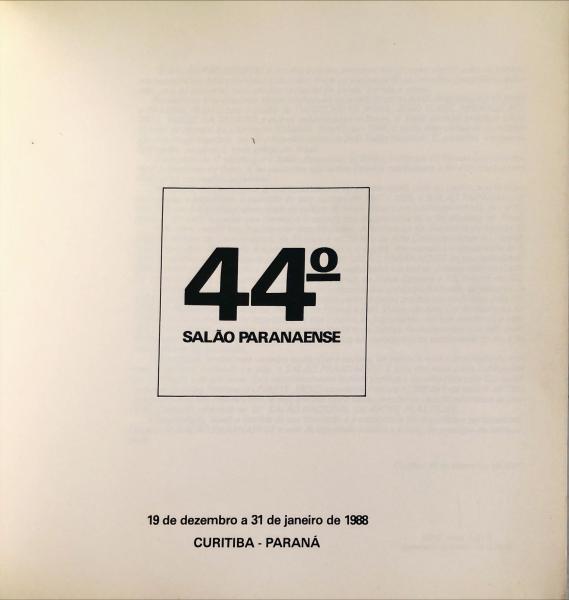 44º
SALÃO PARANAENSE
19 de dezembro a 31 de janeiro de 1988
CURITIBA - PARANÁ